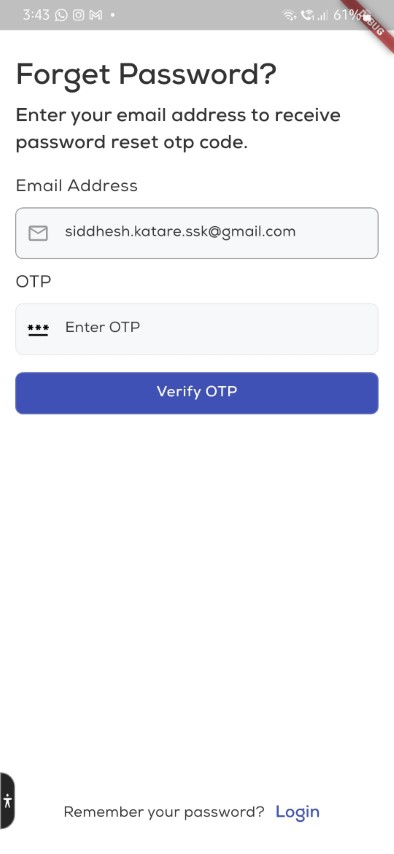 3:43
61%
BUG
Forget Password?
Enter your email address to receive
password reset otp code.
Email Address
siddhesh.katare.ssk@gmail.com
OTP
*** Enter OTP
Verify OTP
Remember your password? Login